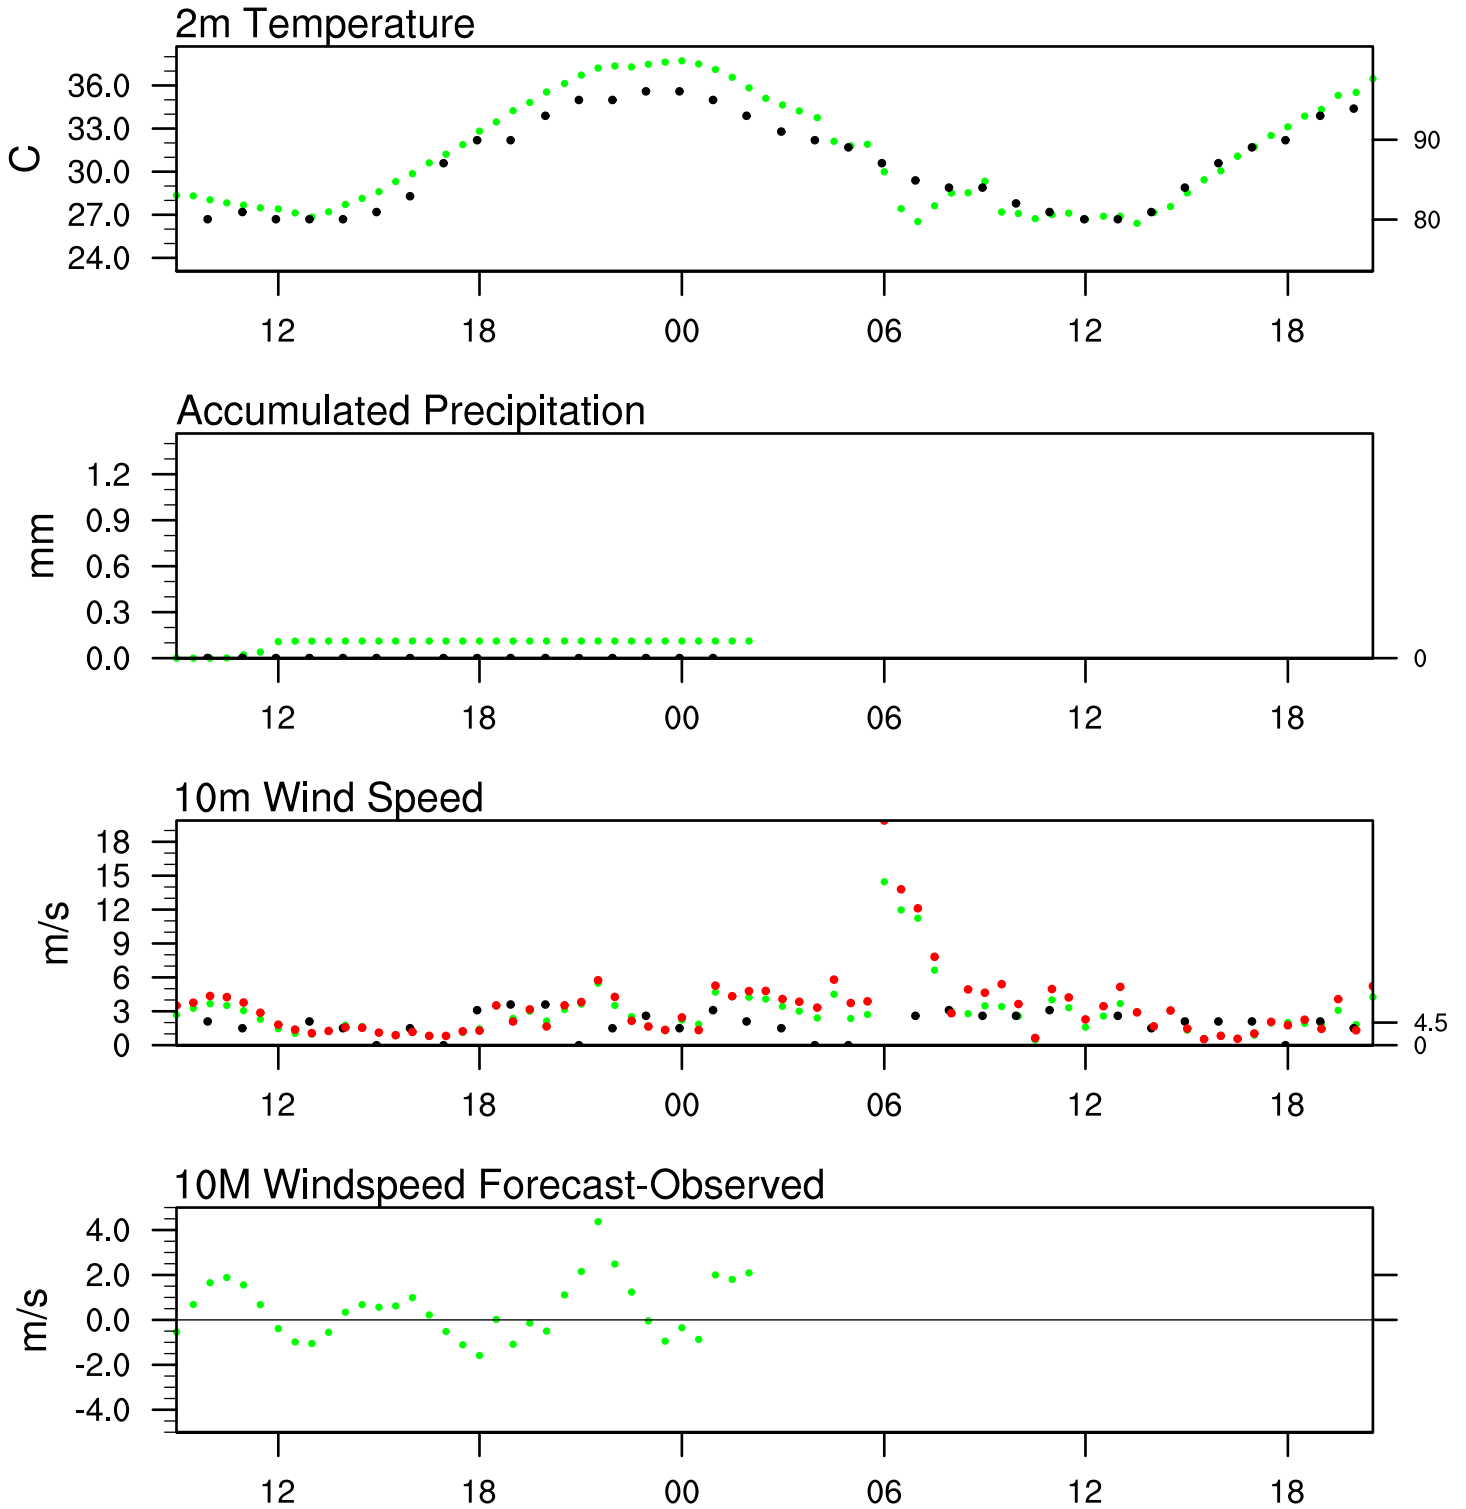 2m Temperature
36.0
33.0
30.0
27.0
24.0
C
90
80
12 18 00 06 12 18
Accumulated Precipitation
1.2
0.9
0.6
0.3
0.0
mm
0
12 18 00 06 12 18
10m Wind Speed
18
15
12
9
6
3
0
m/s
4.5
0
12 18 00 06 12 18
10M Windspeed Forecast-Observed
4.0
2.0
0.0
-2.0
-4.0
m/s
12 18 00 06 12 18